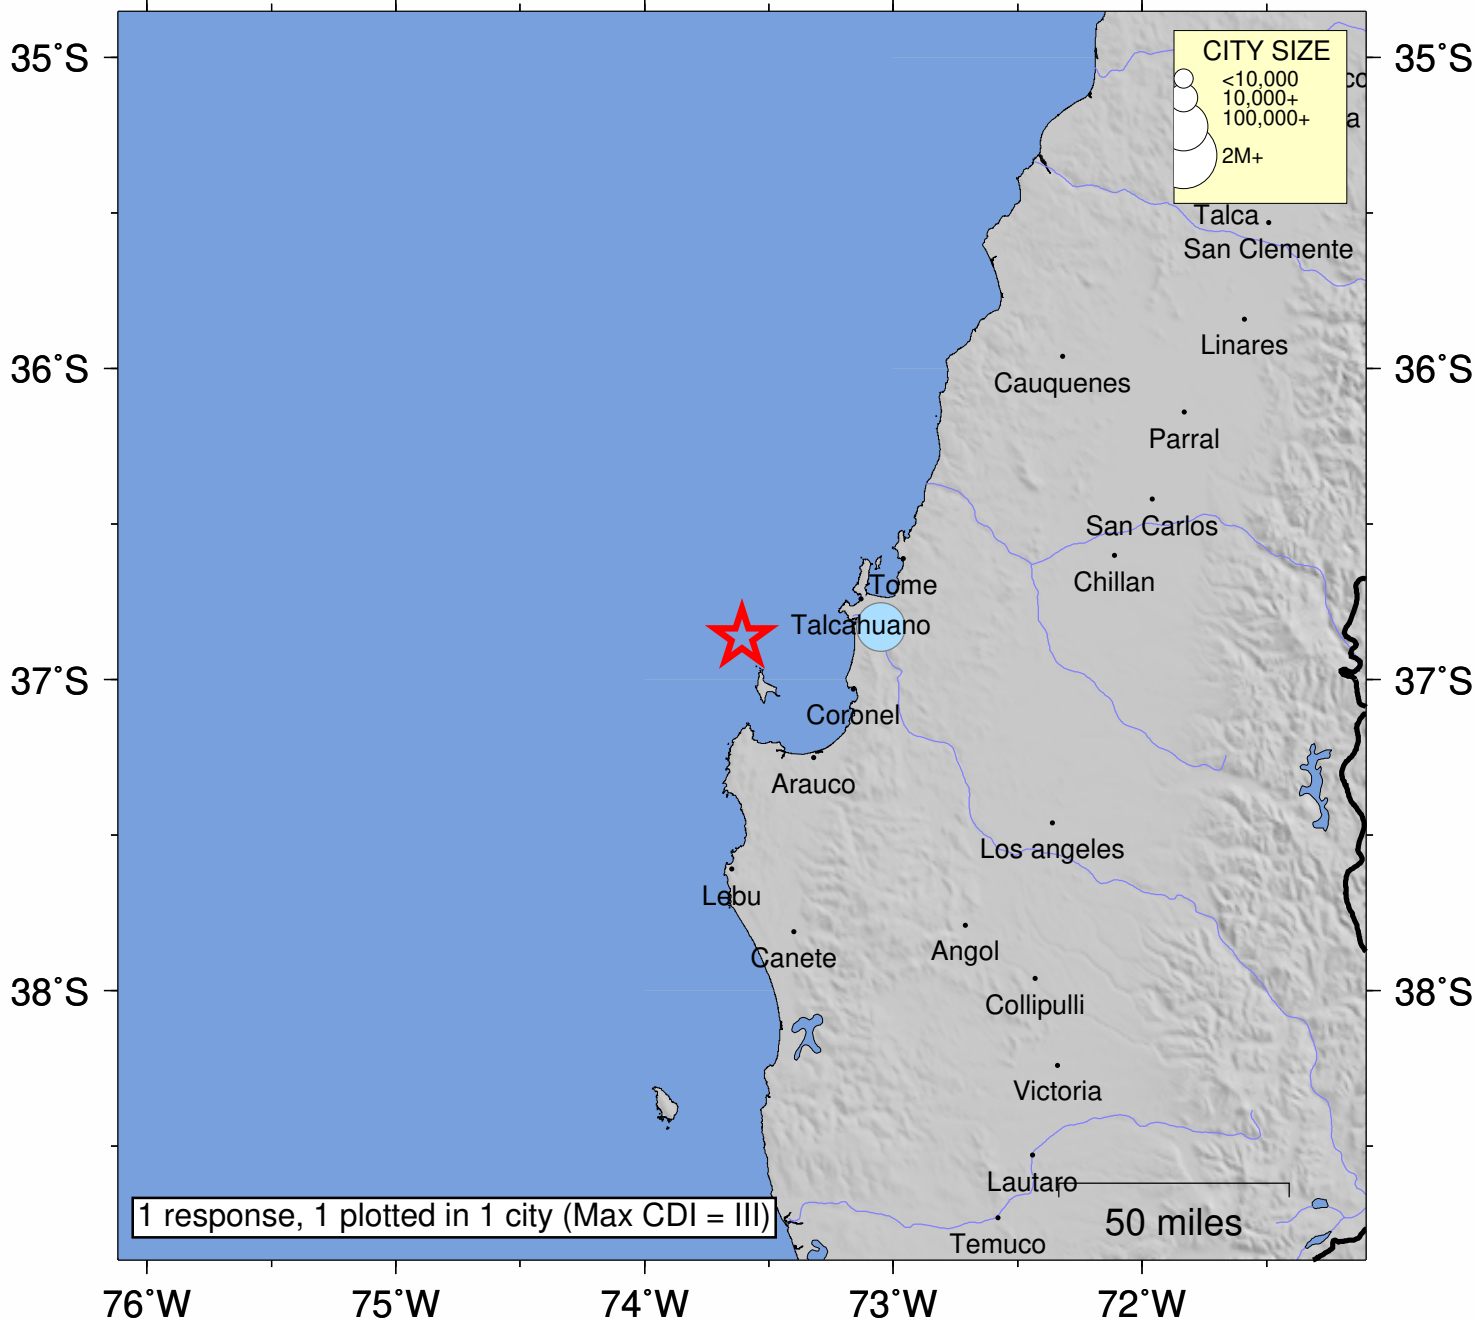 35°S
35°S
CITY SIZE
<10,000
10,000+
100,000+
2M+
co
a
Talca
San Clemente
Linares
36°S
36°S
Cauquenes
Parral
San Carlos
Chillan
Tome
Talcahuano
37°S
37°S
Coronel
Arauco
Los angeles
Lebu
Angol
Canete
38°S
38°S
Collipulli
Victoria
Lautaro
1 response, 1 plotted in 1 city (Max CDI = III)
50 miles
Temuco
76°W
75°W
74°W
73°W
72°W